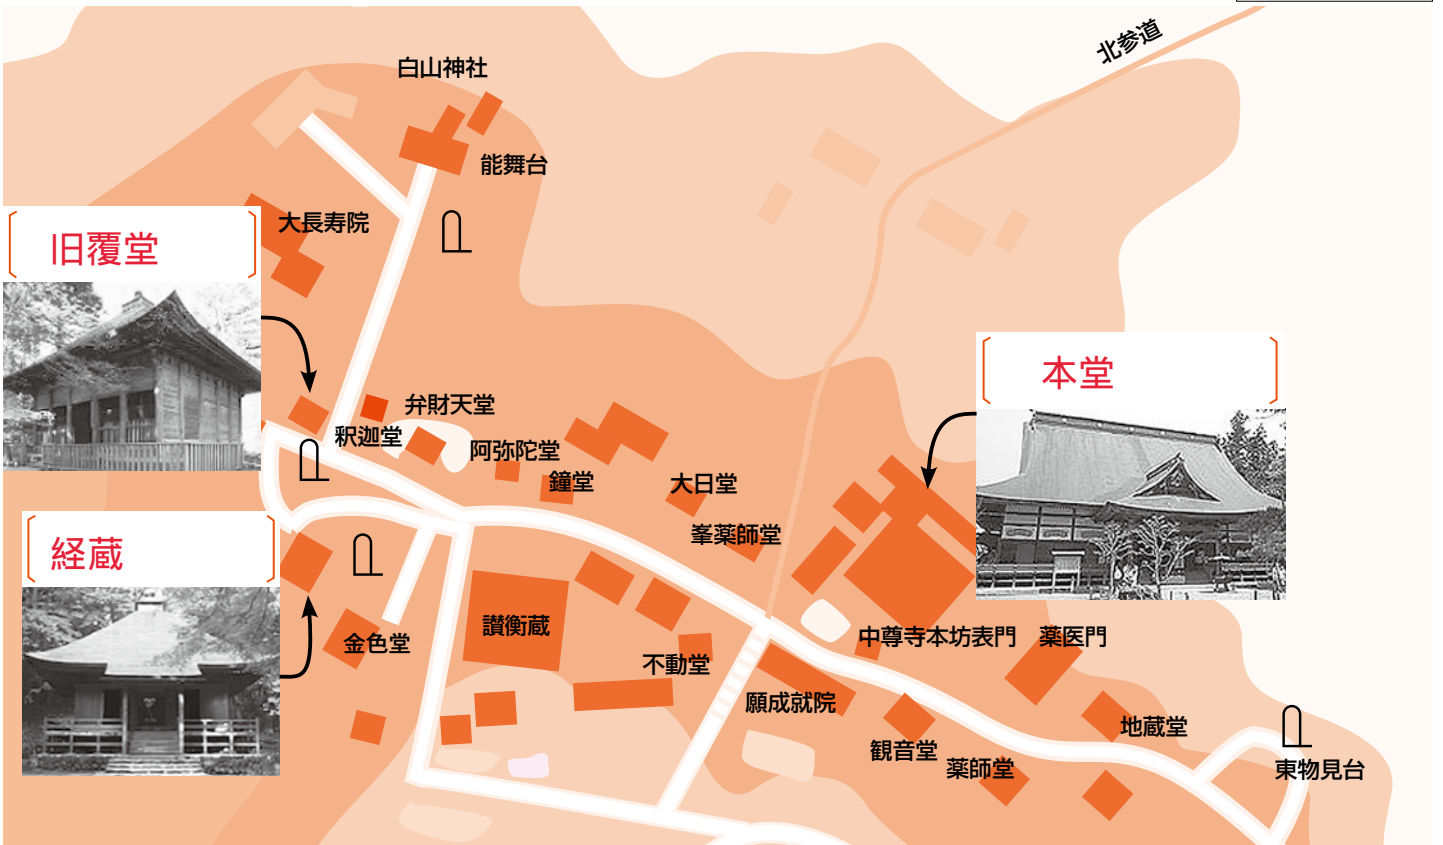 北参道
白山神社
能舞台
大長寿院
旧覆堂
本堂
弁財天堂
釈迦堂
阿弥陀堂
鐘堂
大日堂
峯薬師堂
経蔵
讃衡蔵
金色堂
不動堂
中尊寺本坊表門
薬医門
願成就院
地蔵堂
観音堂
薬師堂
東物見台